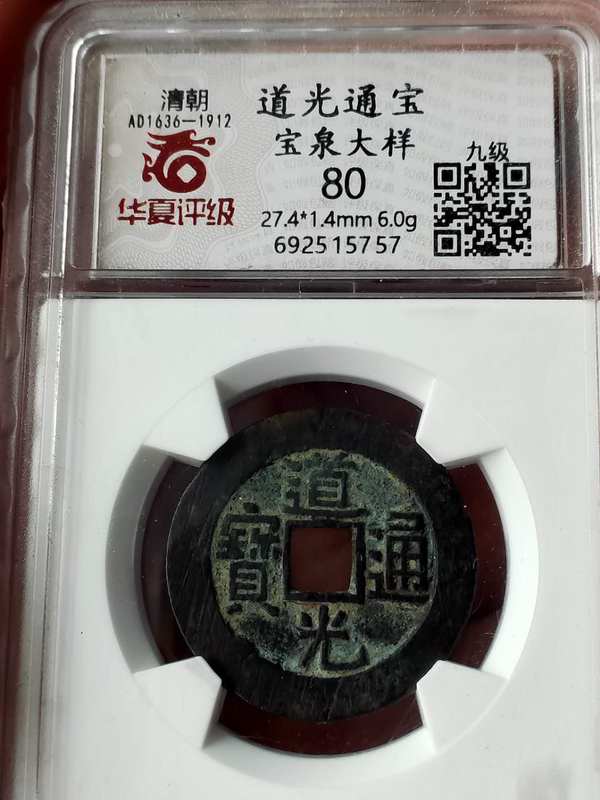 清朝
AD1636—1912
华夏评级
道光通宝
宝泉大样
80
27.4*1.4mm 6.0g
692515757
九级
道光通寳